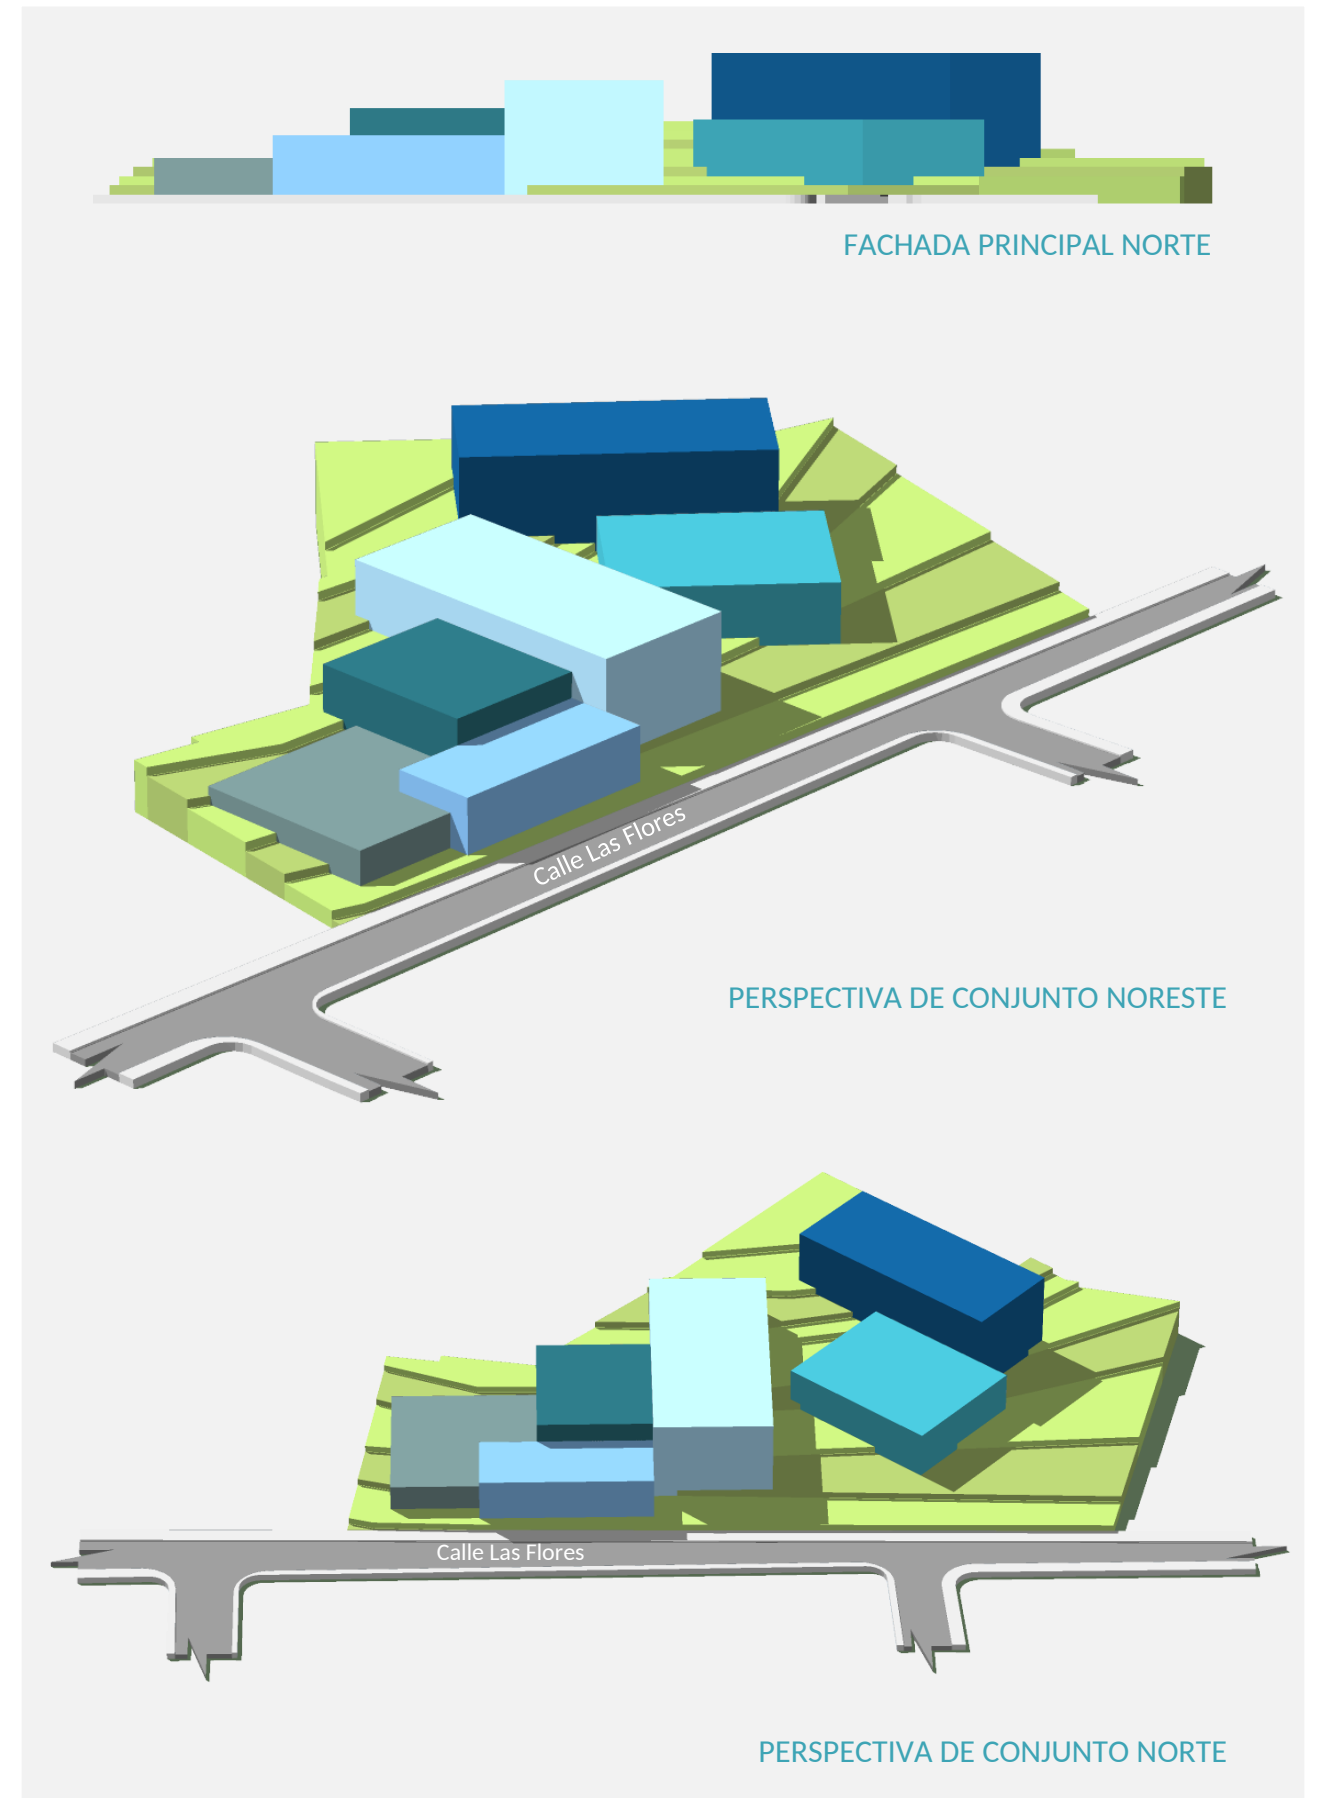 FACHADA PRINCIPAL NORTE
Calle Las Flores
PERSPECTIVA DE CONJUNTO NORESTE
Calle Las Flores
PERSPECTIVA DE CONJUNTO NORTE